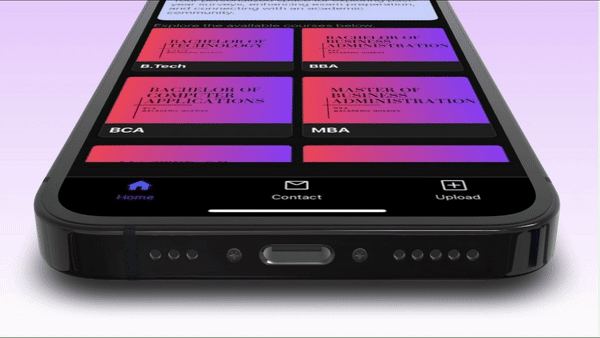 year surveys, enhancing exam preparation,
and connecting with an academic
community.
Explore the available courses below
BACHELOR OF
TECHNOLOGY
B.Tech
BACHELOR OF
BUSINESS
ADMINISTRATION
BBA
BACHELOR OF
COMPUTER
APPLICATIONS
BCA
MASTER OF
BUSINESS
ADMINISTRATION
MBA
Home
Contact
Upload